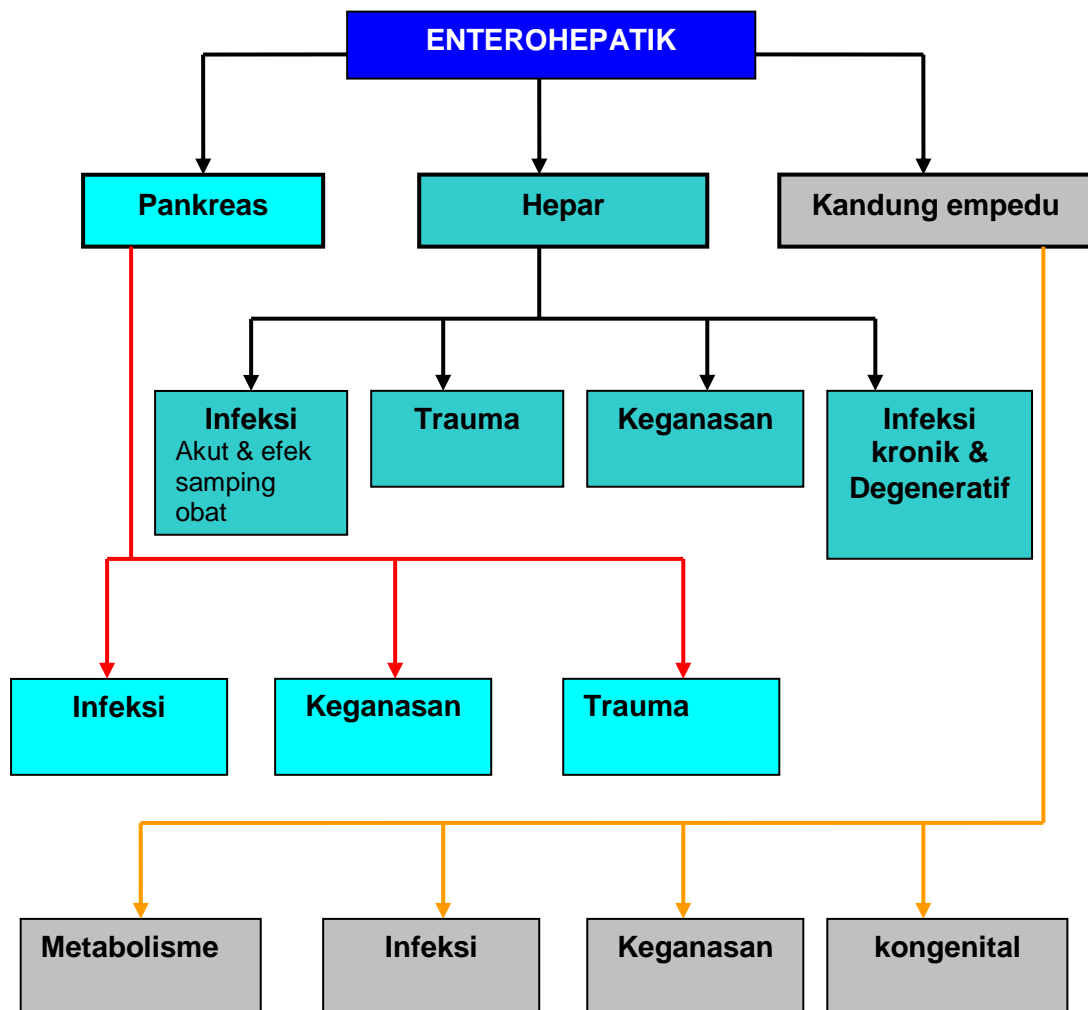 ENTEROHEPATIK
Pankreas
Hepar
Kandung empedu
Infeksi
Akut & efek
samping
obat
Trauma
Keganasan
Infeksi
kronik &
Degeneratif
Infeksi
Keganasan
Trauma
Metabolisme
Infeksi
Keganasan
kongenital